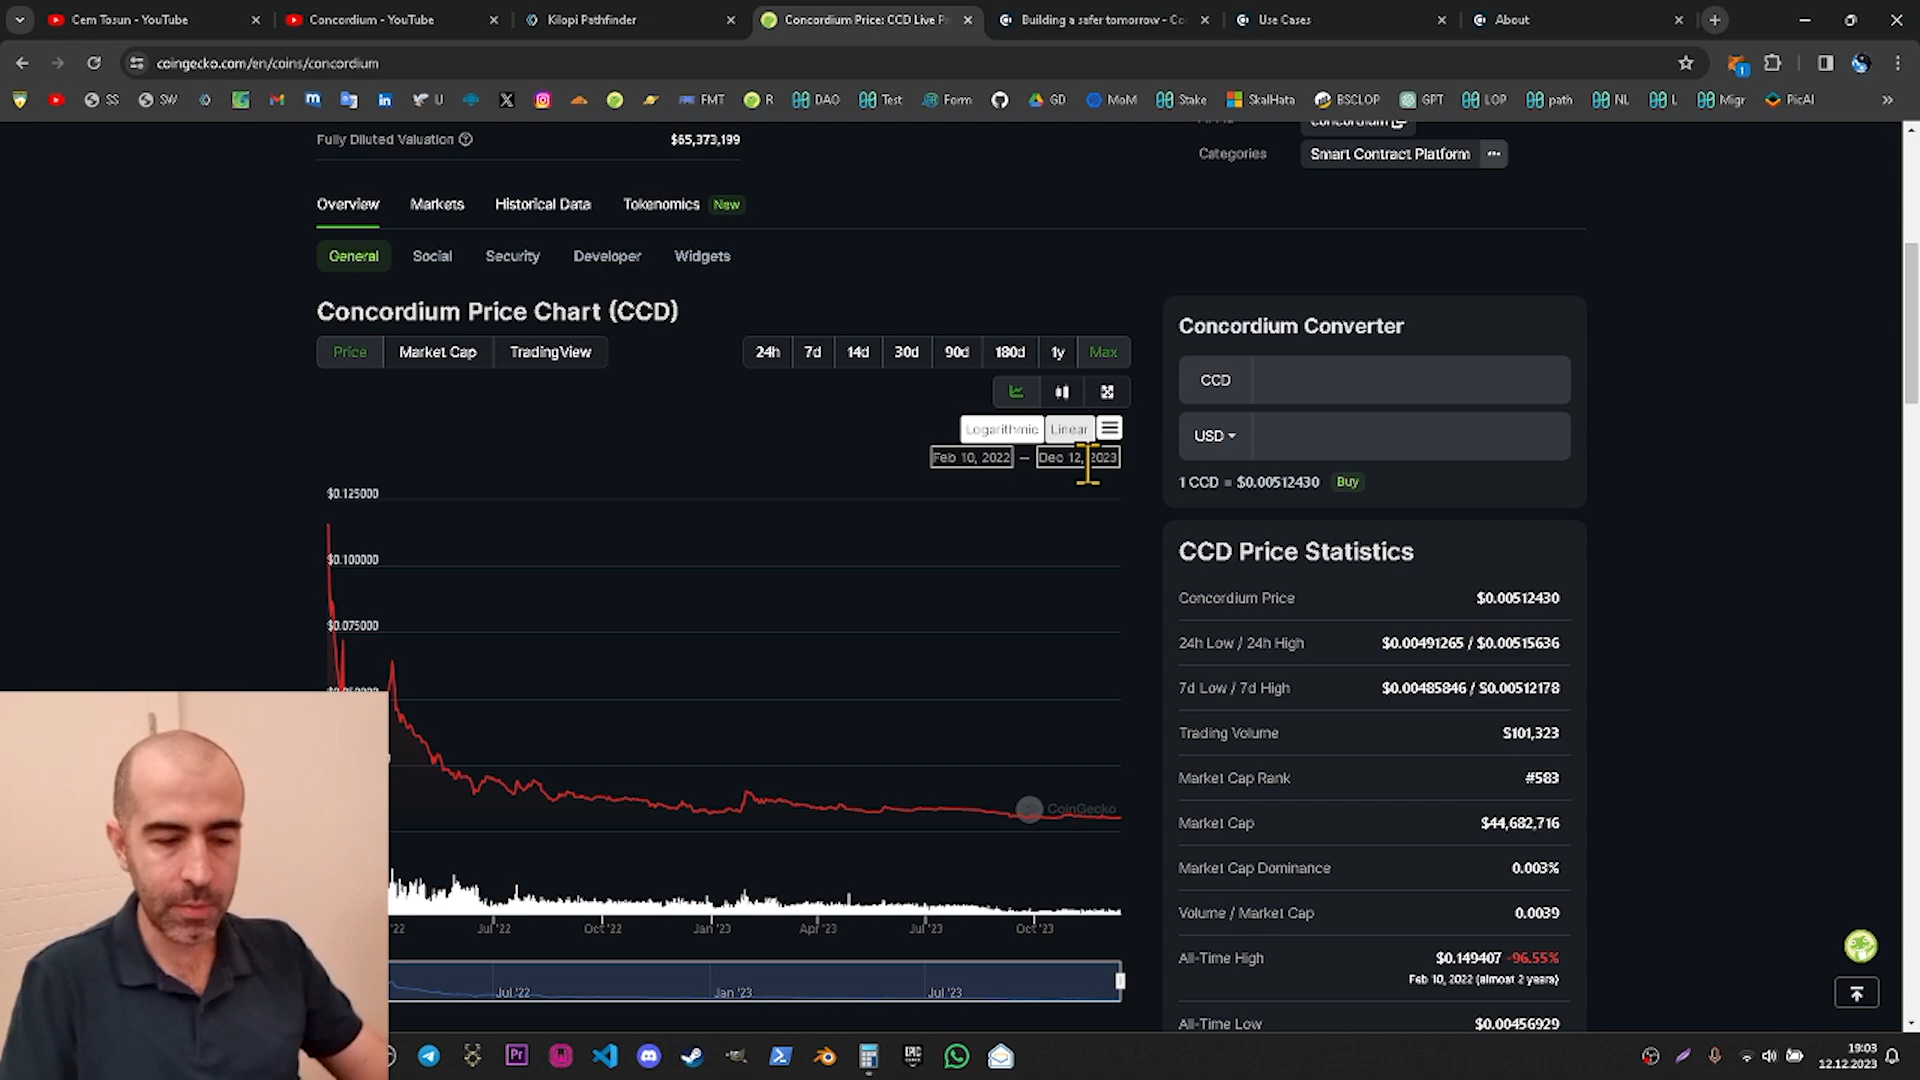 Cem Tosun - YouTube
Concordium - YouTube
Kilopi Pathfinder
Concordium Price: CCD Live Pr
Building a safer tomorrow - Co
Use Cases
About
coingecko.com/en/coins/concordium
1
SS
SW
U
FMT
R
DAO
Test
Form
GD
MoM
Stake
SkalHata
BSCLOP
GPT
LOP
path
NL
L
Migr
PicAI
Fully Diluted Valuation
$65,373,199
Concordium
Categories
Smart Contract Platform
Overview
Markets
Historical Data
Tokenomics
New
General
Social
Security
Developer
Widgets
Concordium Price Chart (CCD)
Price
Market Cap
TradingView
24h
7d
14d
30d
90d
180d
1y
Max
Logarithmic
Linear
Feb 10, 2022 – Dec 12, 2023
$0.125000
$0.100000
$0.075000
CoinGecko
'22
Jul '22
Oct '22
Jan '23
Apr '23
Jul '23
Oct '23
Jul '22
Jan '23
Jul '23
Concordium Converter
CCD
USD
1 CCD = $0.00512430
Buy
CCD Price Statistics
Concordium Price
$0.00512430
24h Low / 24h High
$0.00491265 / $0.00515636
7d Low / 7d High
$0.00485846 / $0.00512178
Trading Volume
$101,323
Market Cap Rank
#583
Market Cap
$44,682,716
Market Cap Dominance
0.003%
Volume / Market Cap
0.0039
All-Time High
$0.149407 -96.55%
Feb 10, 2022 (almost 2 years)
All-Time Low
$0.00456929
Pr
EPIC
19:03
12.12.2023